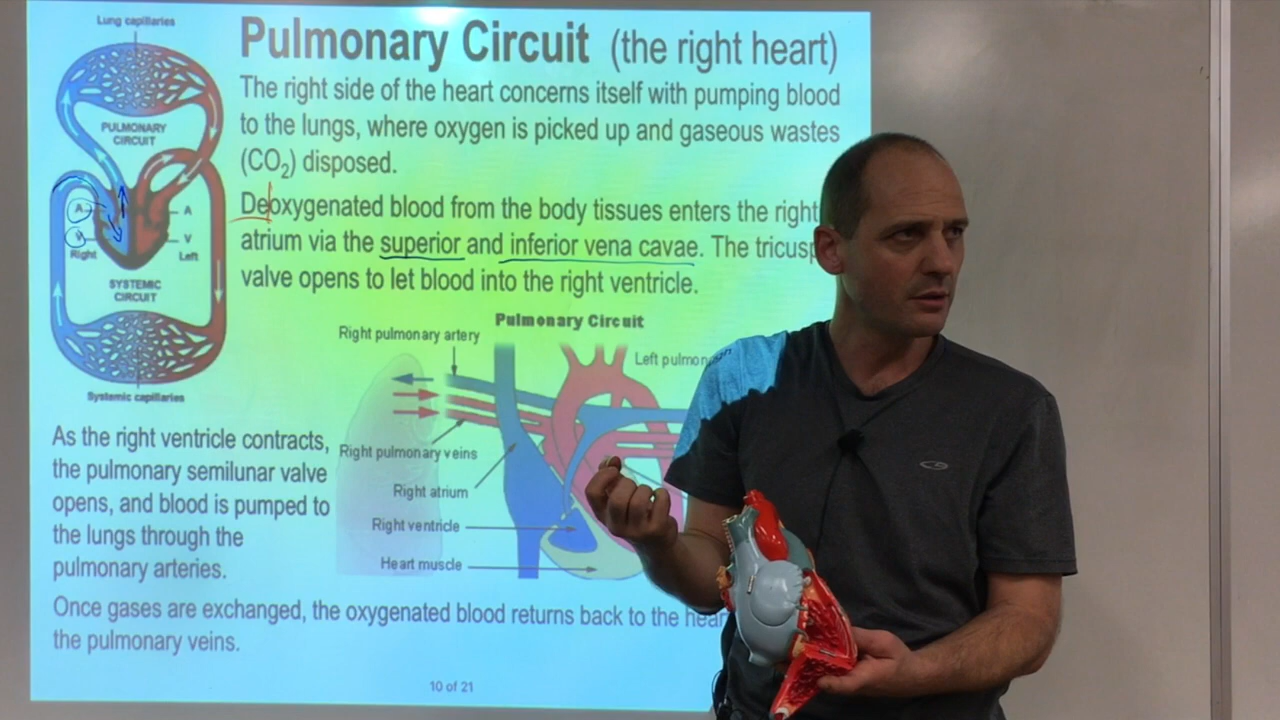 Lung capillaries
PULMONARY
CIRCUIT
A
A
V
V
Right
Left
SYSTEMIC
CIRCUIT
Systemic capillaries
Pulmonary Circuit (the right heart)
The right side of the heart concerns itself with pumping blood
to the lungs, where oxygen is picked up and gaseous wastes
(CO₂) disposed.
Deoxygenated blood from the body tissues enters the right
atrium via the superior and inferior vena cavae. The tricusp
valve opens to let blood into the right ventricle.
Pulmonary Circuit
Right pulmonary artery
Left pulmon
Right pulmonary veins
Right atrium
Right ventricle
Heart muscle
As the right ventricle contracts,
the pulmonary semilunar valve
opens, and blood is pumped to
the lungs through the
pulmonary arteries.
Once gases are exchanged, the oxygenated blood returns back to the hear
the pulmonary veins.
10 of 21